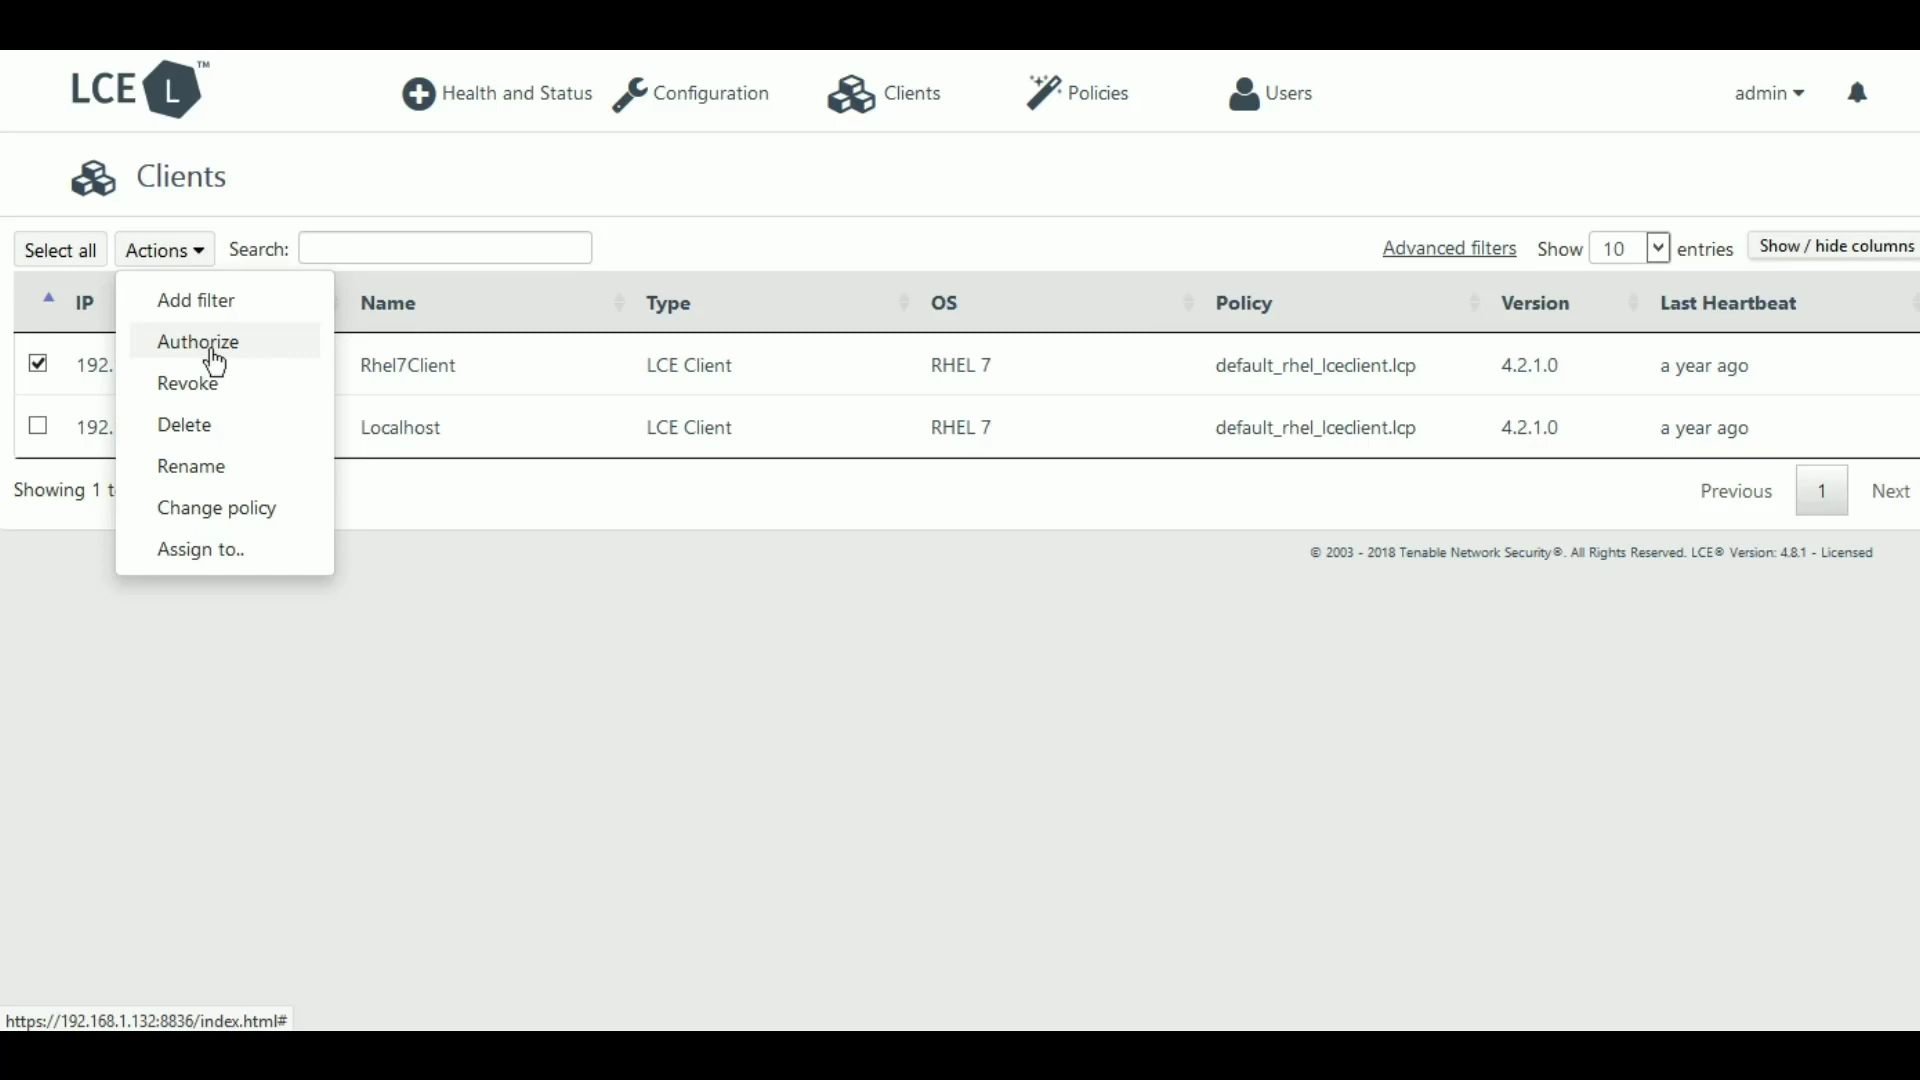 LCE L ™
Health and Status
Configuration
Clients
Policies
Users
admin
Clients
Select all
Actions
Search:
Advanced filters
Show 10 entries
Show / hide columns
IP
Name
Type
OS
Policy
Version
Last Heartbeat
192.
Rhel7Client
LCE Client
RHEL 7
default_rhel_lceclient.lcp
4.2.1.0
a year ago
192.
Localhost
LCE Client
RHEL 7
default_rhel_lceclient.lcp
4.2.1.0
a year ago
Add filter
Authorize
Revoke
Delete
Rename
Change policy
Assign to..
Showing 1
Previous
1
Next
© 2003 - 2018 Tenable Network Security®. All Rights Reserved. LCE® Version: 4.8.1 - Licensed
https://192.168.1.132:8836/index.html#